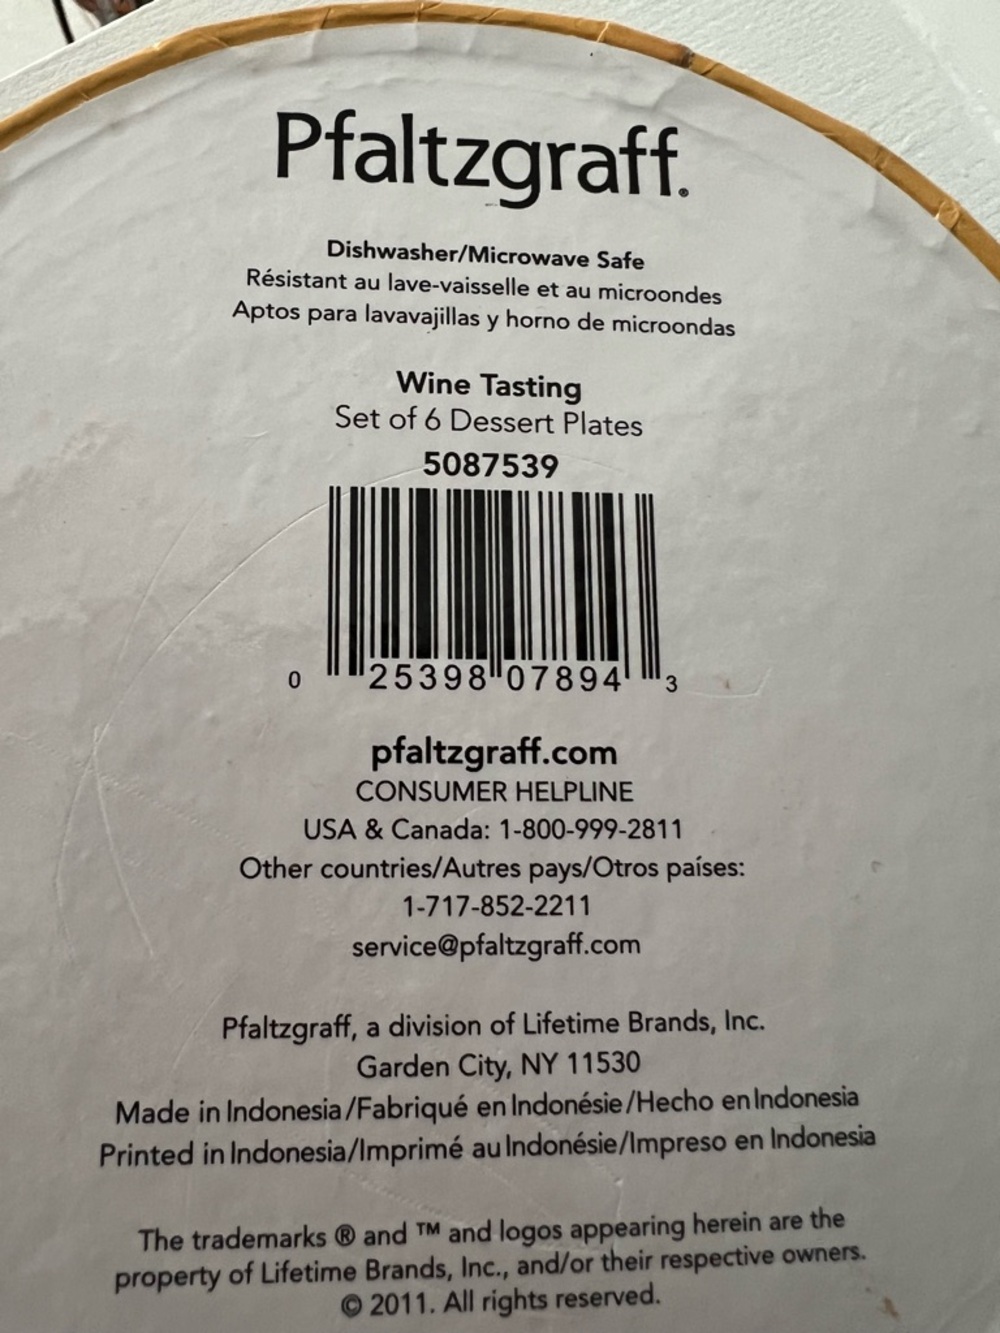 Pfaltzgraff®
Dishwasher/Microwave Safe
Résistant au lave-vaisselle et au microondes
Aptos para lavavajillas y horno de microondas
Wine Tasting
Set of 6 Dessert Plates
5087539
0 25398 07894 3
pfaltzgraff.com
CONSUMER HELPLINE
USA & Canada: 1-800-999-2811
Other countries/Autres pays/Otros países:
1-717-852-2211
service@pfaltzgraff.com
Pfaltzgraff, a division of Lifetime Brands, Inc.
Garden City, NY 11530
Made in Indonesia/Fabriqué en Indonésie/Hecho en Indonesia
Printed in Indonesia/Imprimé au Indonésie/Impreso en Indonesia
The trademarks ® and ™ and logos appearing herein are the
property of Lifetime Brands, Inc., and/or their respective owners.
© 2011. All rights reserved.